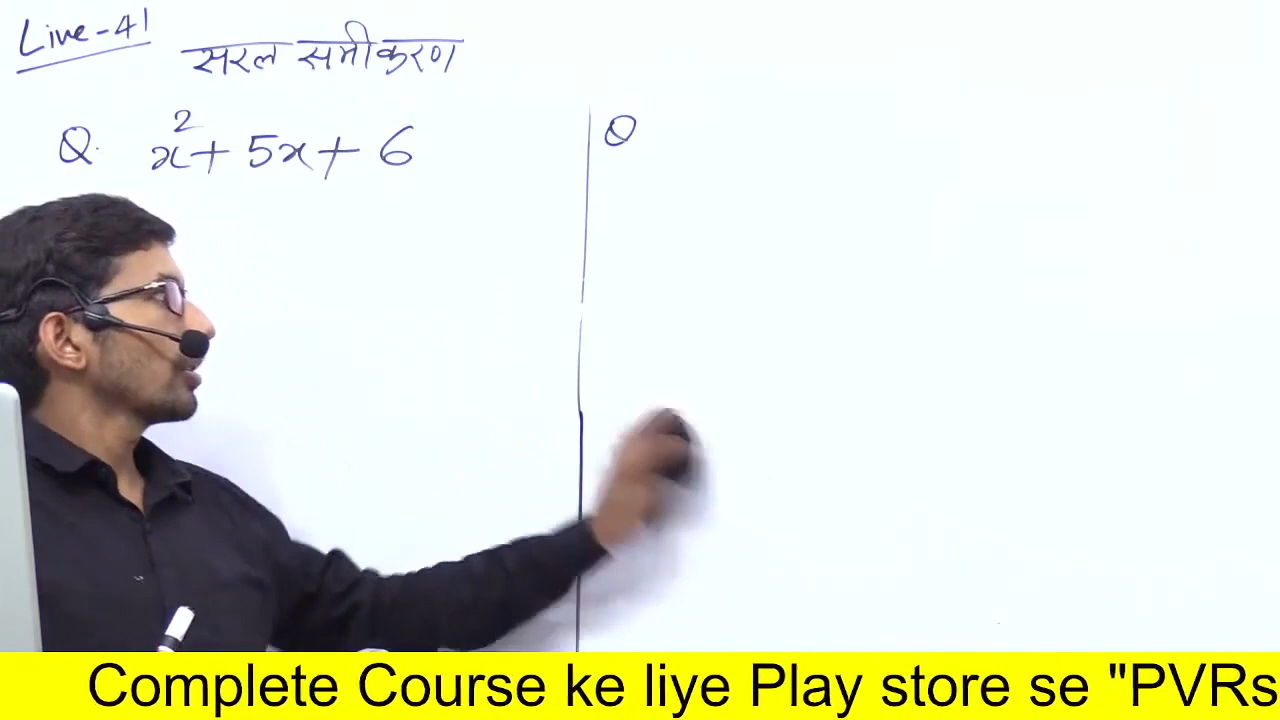 Live-41
सरल समीकरण
Q. x² + 5x + 6
Q
Complete Course ke liye Play store se "PVRs